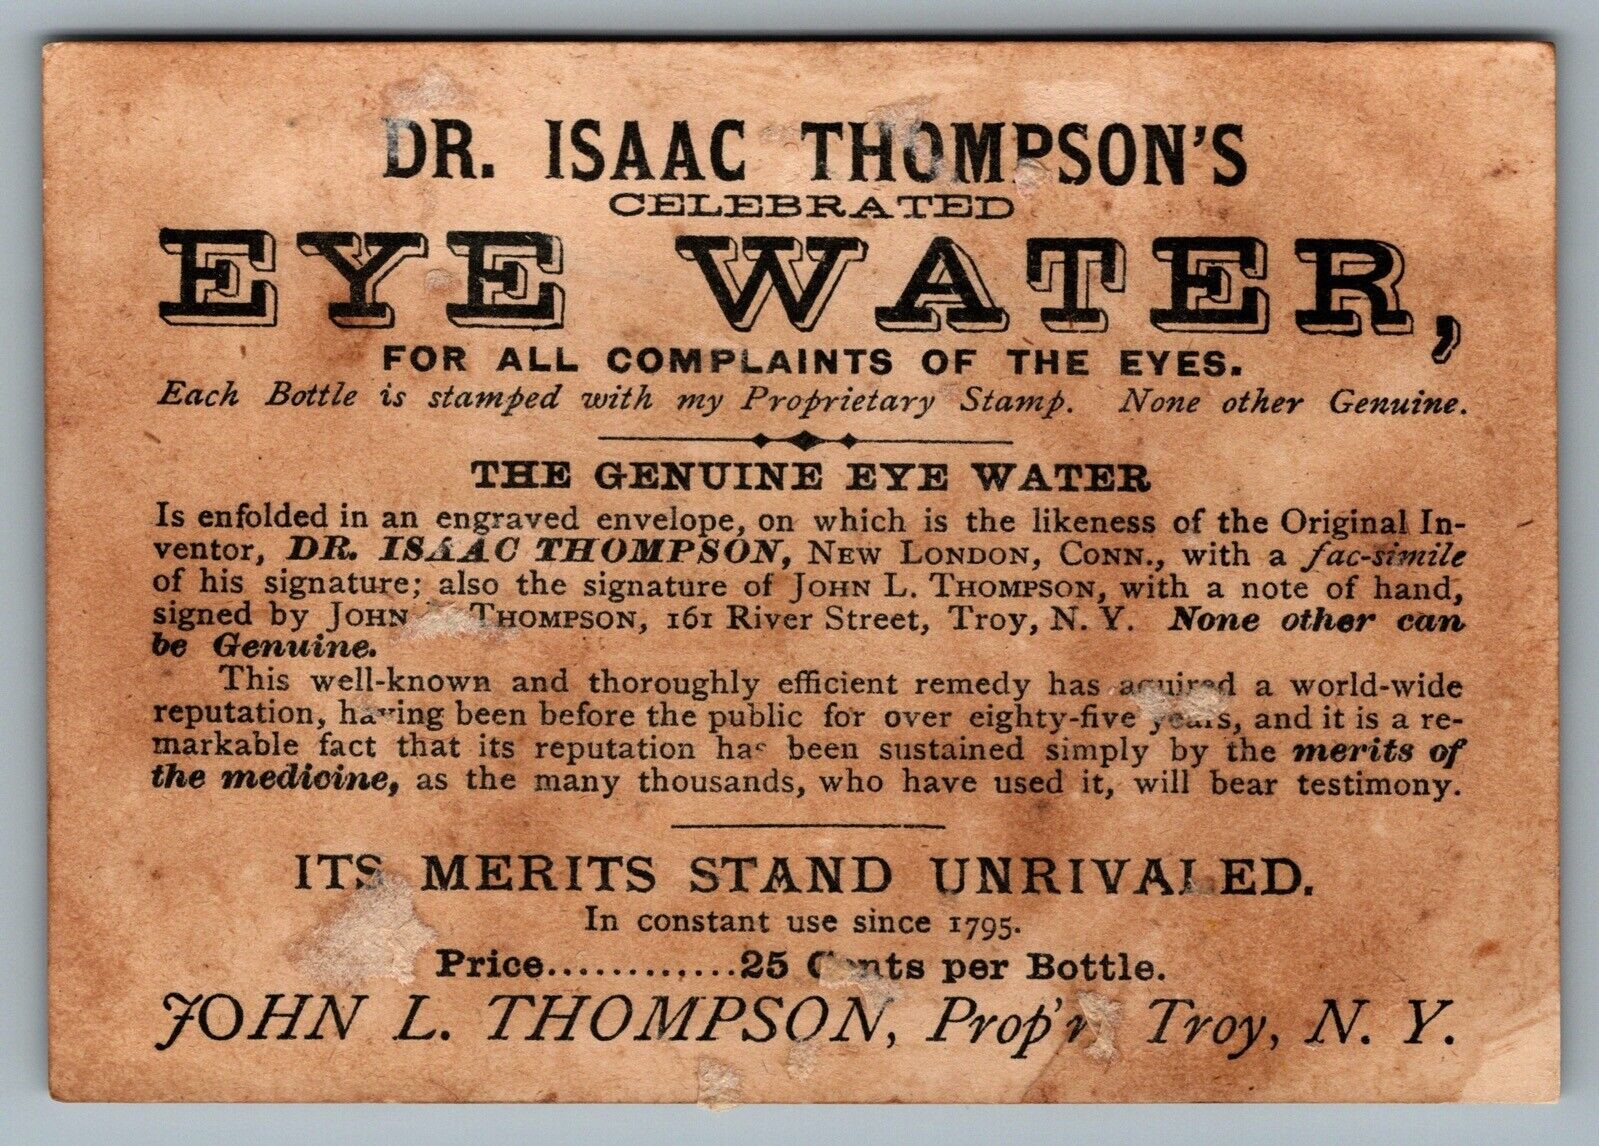 DR. ISAAC THOMPSON'S
CELEBRATED
EYE WATER,
FOR ALL COMPLAINTS OF THE EYES.
Each Bottle is stamped with my Proprietary Stamp. None other Genuine.
THE GENUINE EYE WATER
Is enfolded in an engraved envelope, on which is the likeness of the Original In-
ventor, DR. ISAAC THOMPSON, NEW LONDON, CONN., with a fac-simile
of his signature; also the signature of JOHN L. THOMPSON, with a note of hand,
signed by JOHN THOMPSON, 161 River Street, Troy, N. Y. None other can
be Genuine.
This well-known and thoroughly efficient remedy has aquired a world-wide
reputation, having been before the public for over eighty-five years, and it is a re-
markable fact that its reputation has been sustained simply by the merits of
the medicine, as the many thousands, who have used it, will bear testimony.
ITS MERITS STAND UNRIVALED.
In constant use since 1795.
Price............25 Cents per Bottle.
JOHN L. THOMPSON, Prop'r, Troy, N. Y.